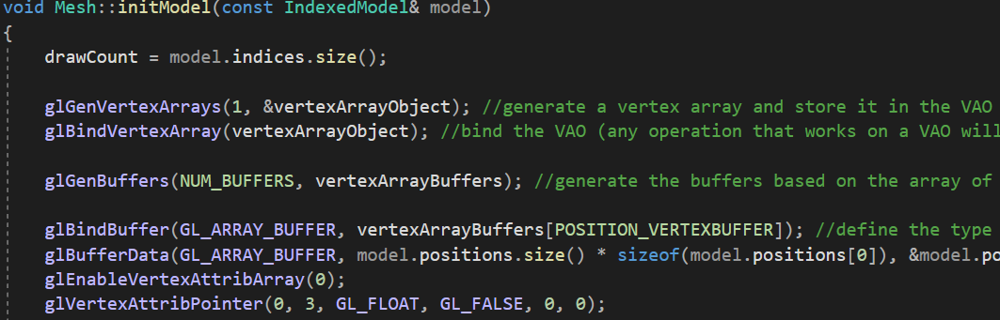 void Mesh::initModel(const IndexedModel& model)
{
drawCount = model.indices.size();
glGenVertexArrays(1, &vertexArrayObject); //generate a vertex array and store it in the VAO
glBindVertexArray(vertexArrayObject); //bind the VAO (any operation that works on a VAO will
glGenBuffers(NUM_BUFFERS, vertexArrayBuffers); //generate the buffers based on the array of
glBindBuffer(GL_ARRAY_BUFFER, vertexArrayBuffers[POSITION_VERTEXBUFFER]); //define the type
glBufferData(GL_ARRAY_BUFFER, model.positions.size() * sizeof(model.positions[0]), &model.po
glEnableVertexAttribArray(0);
glVertexAttribPointer(0, 3, GL_FLOAT, GL_FALSE, 0, 0);